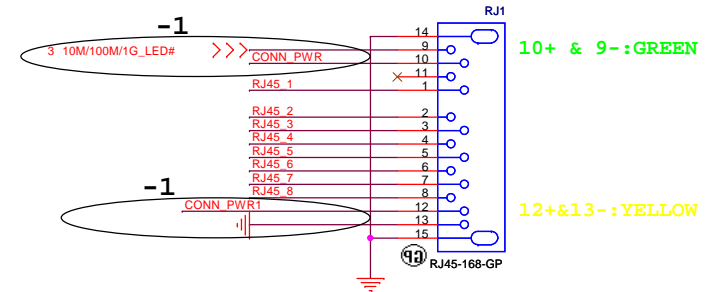 RJ1
-1
14
3 10M/100M/1G_LED#
9
10+ & 9-:GREEN
CONN_PWR
10
11
RJ45_1
1
RJ45_2
2
RJ45_3
3
RJ45_4
4
RJ45_5
5
RJ45_6
6
RJ45_7
7
-1
RJ45_8
8
CONN_PWR1
12
12+&13-:YELLOW
13
15
GP
RJ45-168-GP